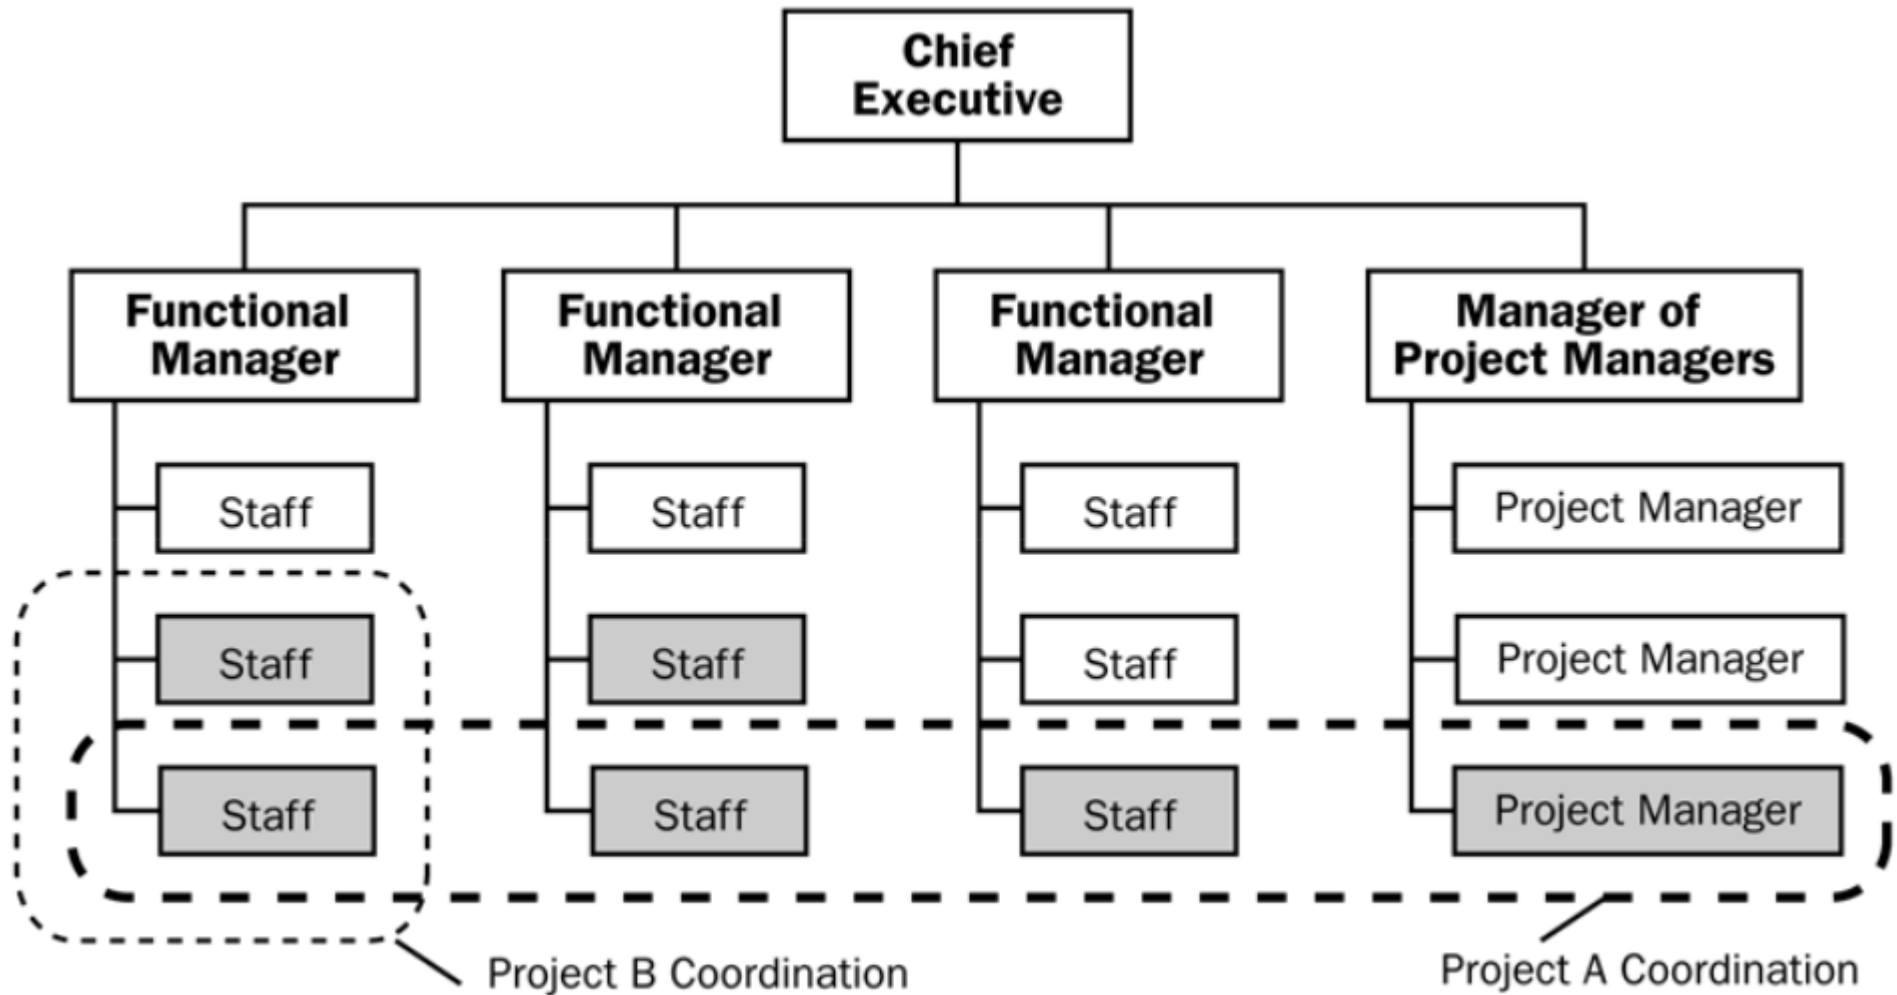 Chief
Executive
Functional
Manager
Functional
Manager
Functional
Manager
Manager of
Project Managers
Staff
Staff
Staff
Project Manager
Staff
Staff
Staff
Project Manager
Staff
Staff
Staff
Project Manager
Project B Coordination
Project A Coordination